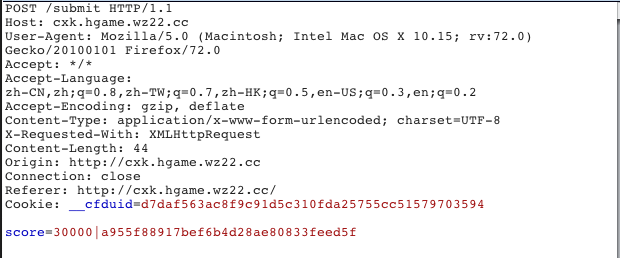 POST /submit HTTP/1.1
Host: cxk.hgame.wz22.cc
User-Agent: Mozilla/5.0 (Macintosh; Intel Mac OS X 10.15; rv:72.0)
Gecko/20100101 Firefox/72.0
Accept: */*
Accept-Language:
zh-CN,zh;q=0.8,zh-TW;q=0.7,zh-HK;q=0.5,en-US;q=0.3,en;q=0.2
Accept-Encoding: gzip, deflate
Content-Type: application/x-www-form-urlencoded; charset=UTF-8
X-Requested-With: XMLHttpRequest
Content-Length: 44
Origin: http://cxk.hgame.wz22.cc
Connection: close
Referer: http://cxk.hgame.wz22.cc/
Cookie: __cfduid=d7daf563ac8f9c91d5c310fda25755cc51579703594

score=30000|a955f88917bef6b4d28ae80833feed5f